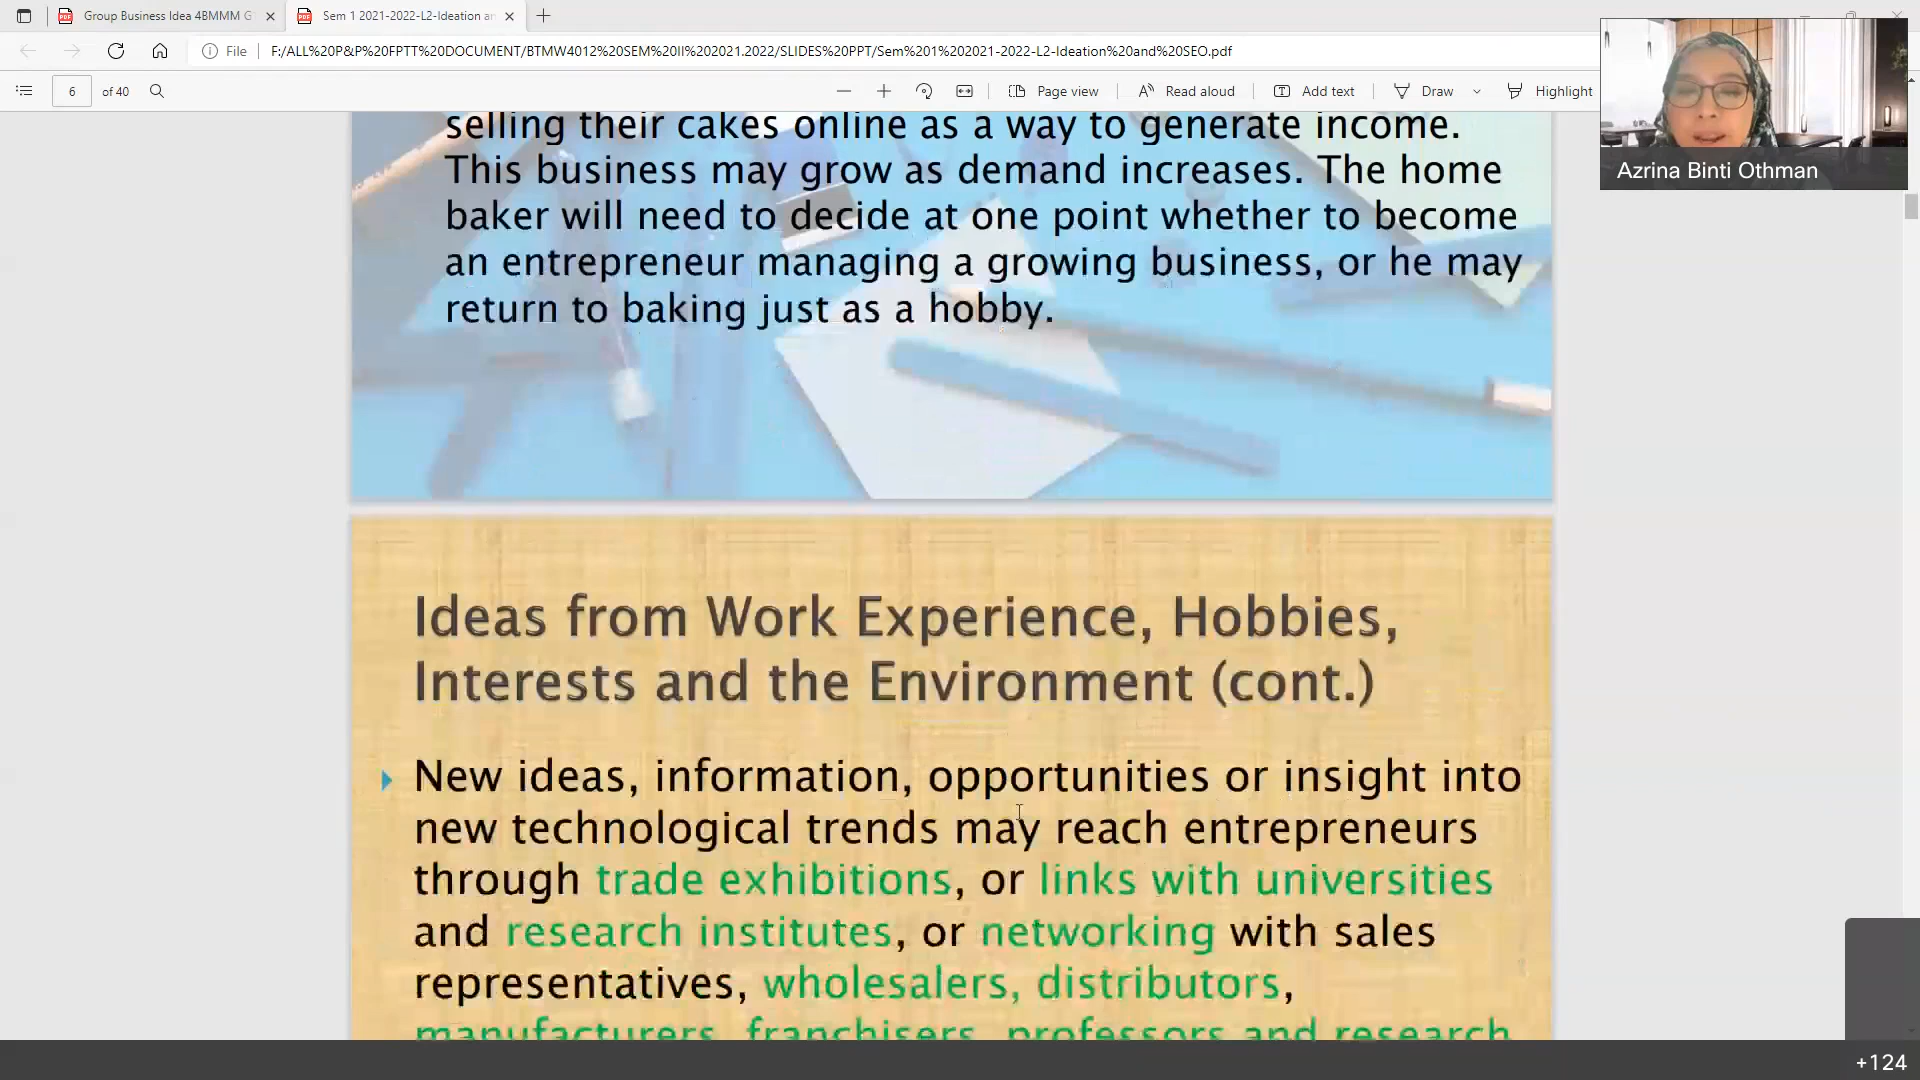 Group Business Idea 4BMMM G
Sem 1 2021-2022-L2-Ideation an
File
F:/ALL%20P&P%20FPTT%20DOCUMENT/BTMW4012%20SEM%20II%202021.2022/SLIDES%20PPT/Sem%201%202021-2022-L2-Ideation%20and%20SEO.pdf
6 of 40
Page view
Read aloud
Add text
Draw
Highlight
Azrina Binti Othman
selling their cakes online as a way to generate income.
This business may grow as demand increases. The home
baker will need to decide at one point whether to become
an entrepreneur managing a growing business, or he may
return to baking just as a hobby.
Ideas from Work Experience, Hobbies,
Interests and the Environment (cont.)
New ideas, information, opportunities or insight into
new technological trends may reach entrepreneurs
through trade exhibitions, or links with universities
and research institutes, or networking with sales
representatives, wholesalers, distributors,
manufacturers, franchisers, professors and research
+124